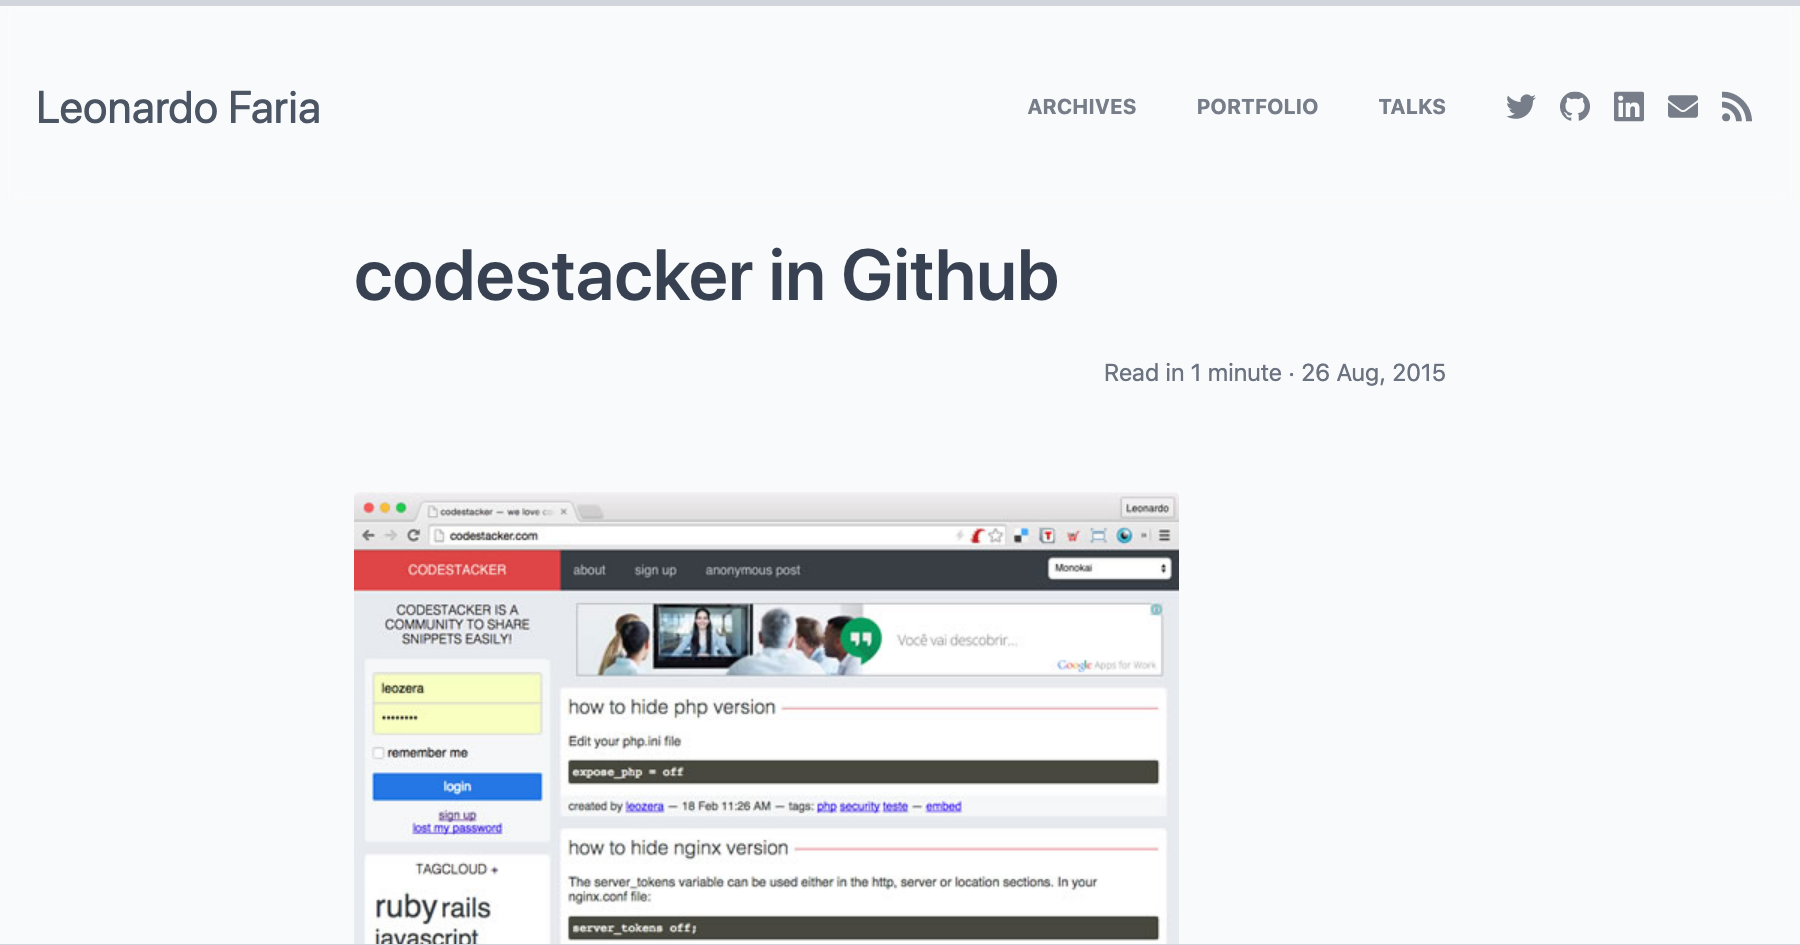 Leonardo Faria
ARCHIVES
PORTFOLIO
TALKS
codestacker in Github
Read in 1 minute · 26 Aug, 2015
codestacker — we love co
Leonardo
codestacker.com
CODESTACKER
about
sign up
anonymous post
Monokai
CODESTACKER IS A
COMMUNITY TO SHARE
SNIPPETS EASILY!
leozera
••••••••
remember me
login
sign up
lost my password
TAGCLOUD +
ruby rails
javascript
Você vai descobrir...
Google Apps for Work
how to hide php version
Edit your php.ini file
expose_php = off
created by leozera — 18 Feb 11:26 AM — tags: php security teste — embed
how to hide nginx version
The server_tokens variable can be used either in the http, server or location sections. In your
nginx.conf file:
server_tokens off;